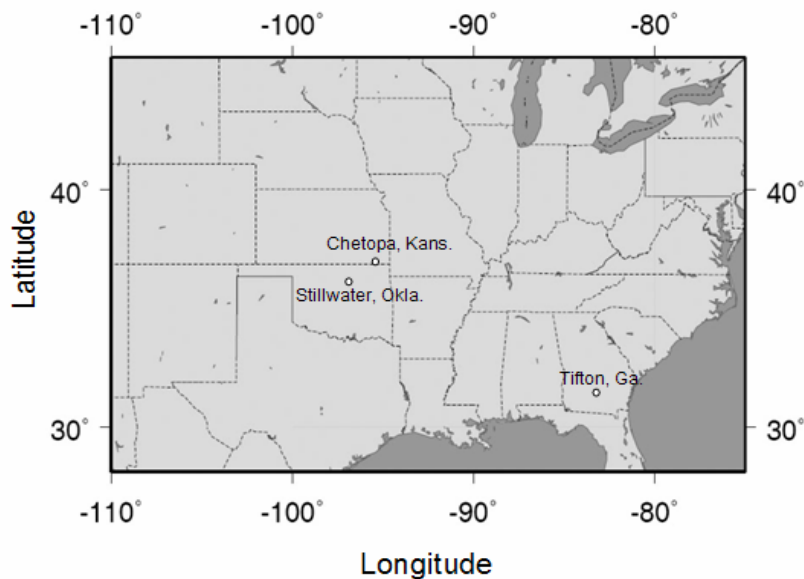 -110° -100° -90° -80°
40° 40°
Chetopa, Kans.
Stillwater, Okla.
Tifton, Ga.
30° 30°
-110° -100° -90° -80°
Latitude
Longitude